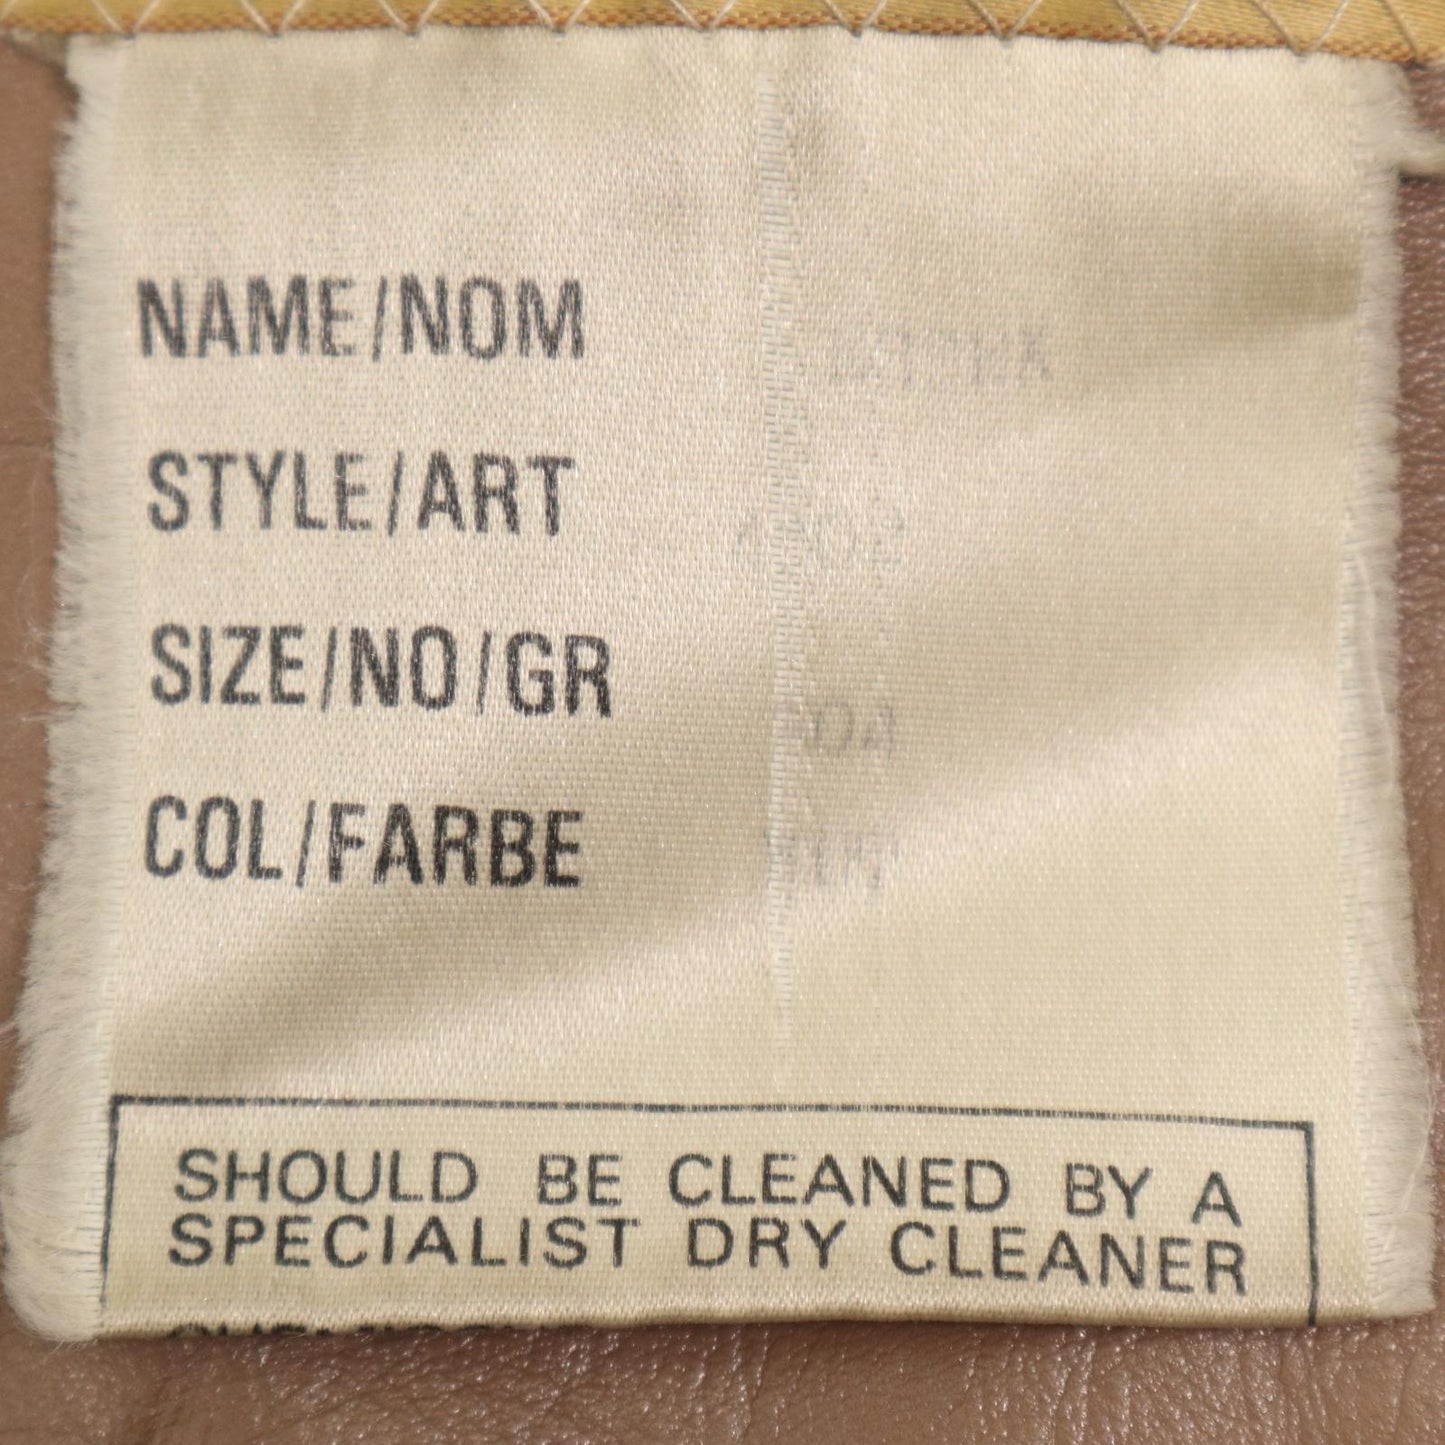 NAME/NOM
STYLE/ART
SIZE/NO/GR
COL/FARBE
SHOULD BE CLEANED BY A
SPECIALIST DRY CLEANER